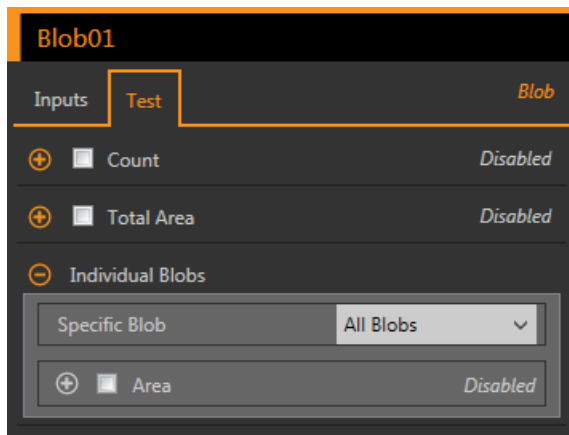 Blob01
Inputs Test Blob
Count Disabled
Total Area Disabled
Individual Blobs
Specific Blob All Blobs
Area Disabled